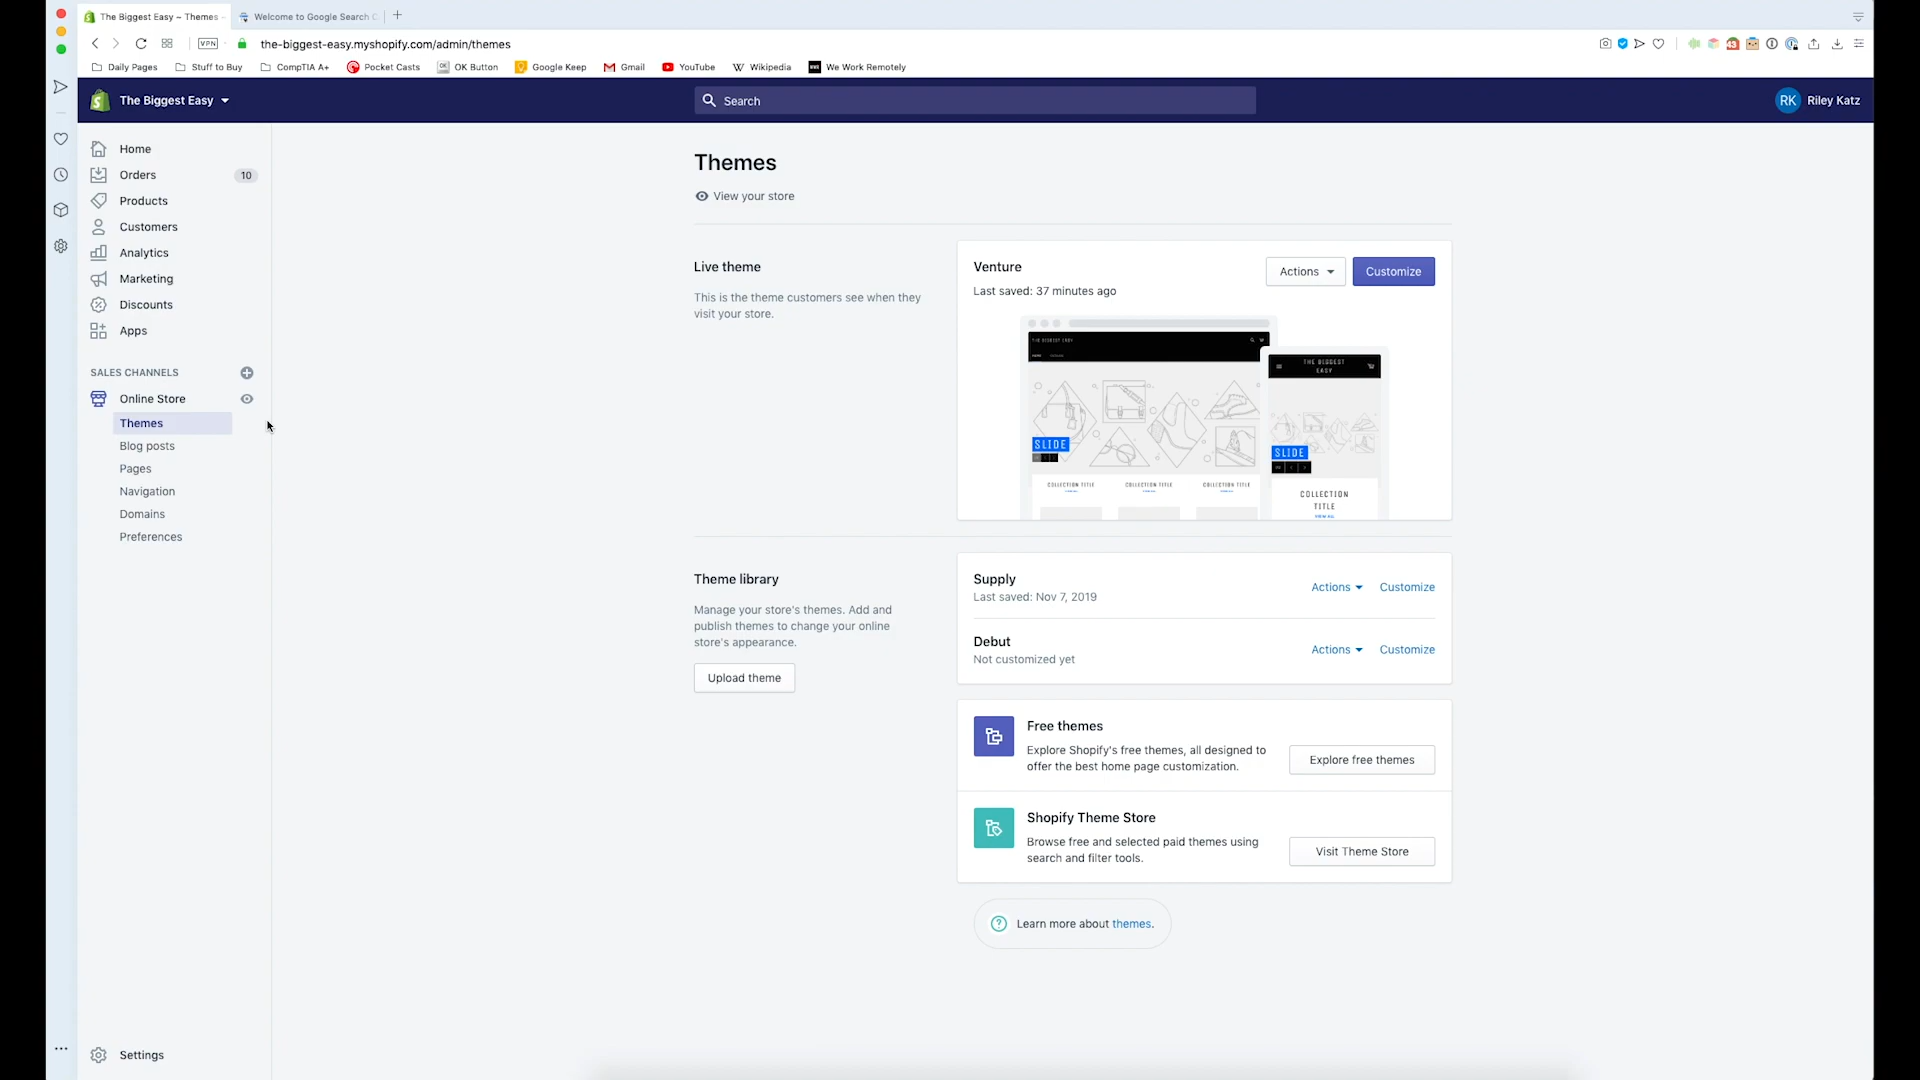 The Biggest Easy ~ Themes
Welcome to Google Search C
VPN
the-biggest-easy.myshopify.com/admin/themes
Daily Pages
Stuff to Buy
CompTIA A+
Pocket Casts
OK Button
Google Keep
Gmail
YouTube
Wikipedia
We Work Remotely
The Biggest Easy
Search
RK
Riley Katz
Home
Orders
10
Products
Customers
Analytics
Marketing
Discounts
Apps
SALES CHANNELS
Online Store
Themes
Blog posts
Pages
Navigation
Domains
Preferences
Settings
Themes
View your store
Live theme
This is the theme customers see when they
visit your store.
Venture
Last saved: 37 minutes ago
Actions
Customize
THE BIGGEST EASY
SLIDE
COLLECTION TITLE
COLLECTION TITLE
COLLECTION TITLE
THE BIGGEST
EASY
SLIDE
COLLECTION
TITLE
VIEW ALL
Theme library
Manage your store's themes. Add and
publish themes to change your online
store's appearance.
Upload theme
Supply
Last saved: Nov 7, 2019
Actions
Customize
Debut
Not customized yet
Actions
Customize
Free themes
Explore Shopify's free themes, all designed to
offer the best home page customization.
Explore free themes
Shopify Theme Store
Browse free and selected paid themes using
search and filter tools.
Visit Theme Store
Learn more about themes.